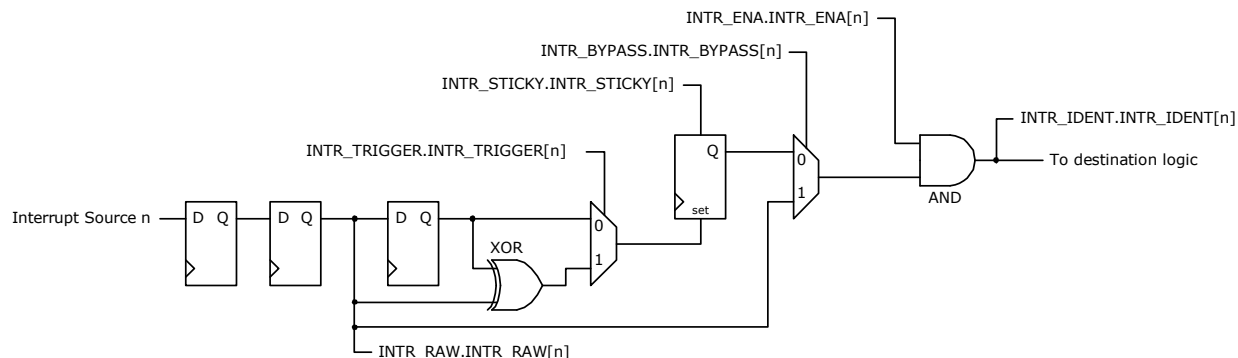 INTR_ENA.INTR_ENA[n]
INTR_BYPASS.INTR_BYPASS[n]
INTR_STICKY.INTR_STICKY[n]
INTR_IDENT.INTR_IDENT[n]
INTR_TRIGGER.INTR_TRIGGER[n]
Q
0
To destination logic
1
AND
set
Interrupt Source n
D Q
D Q
D Q
0
XOR
1
INTR_RAW.INTR_RAW[n]